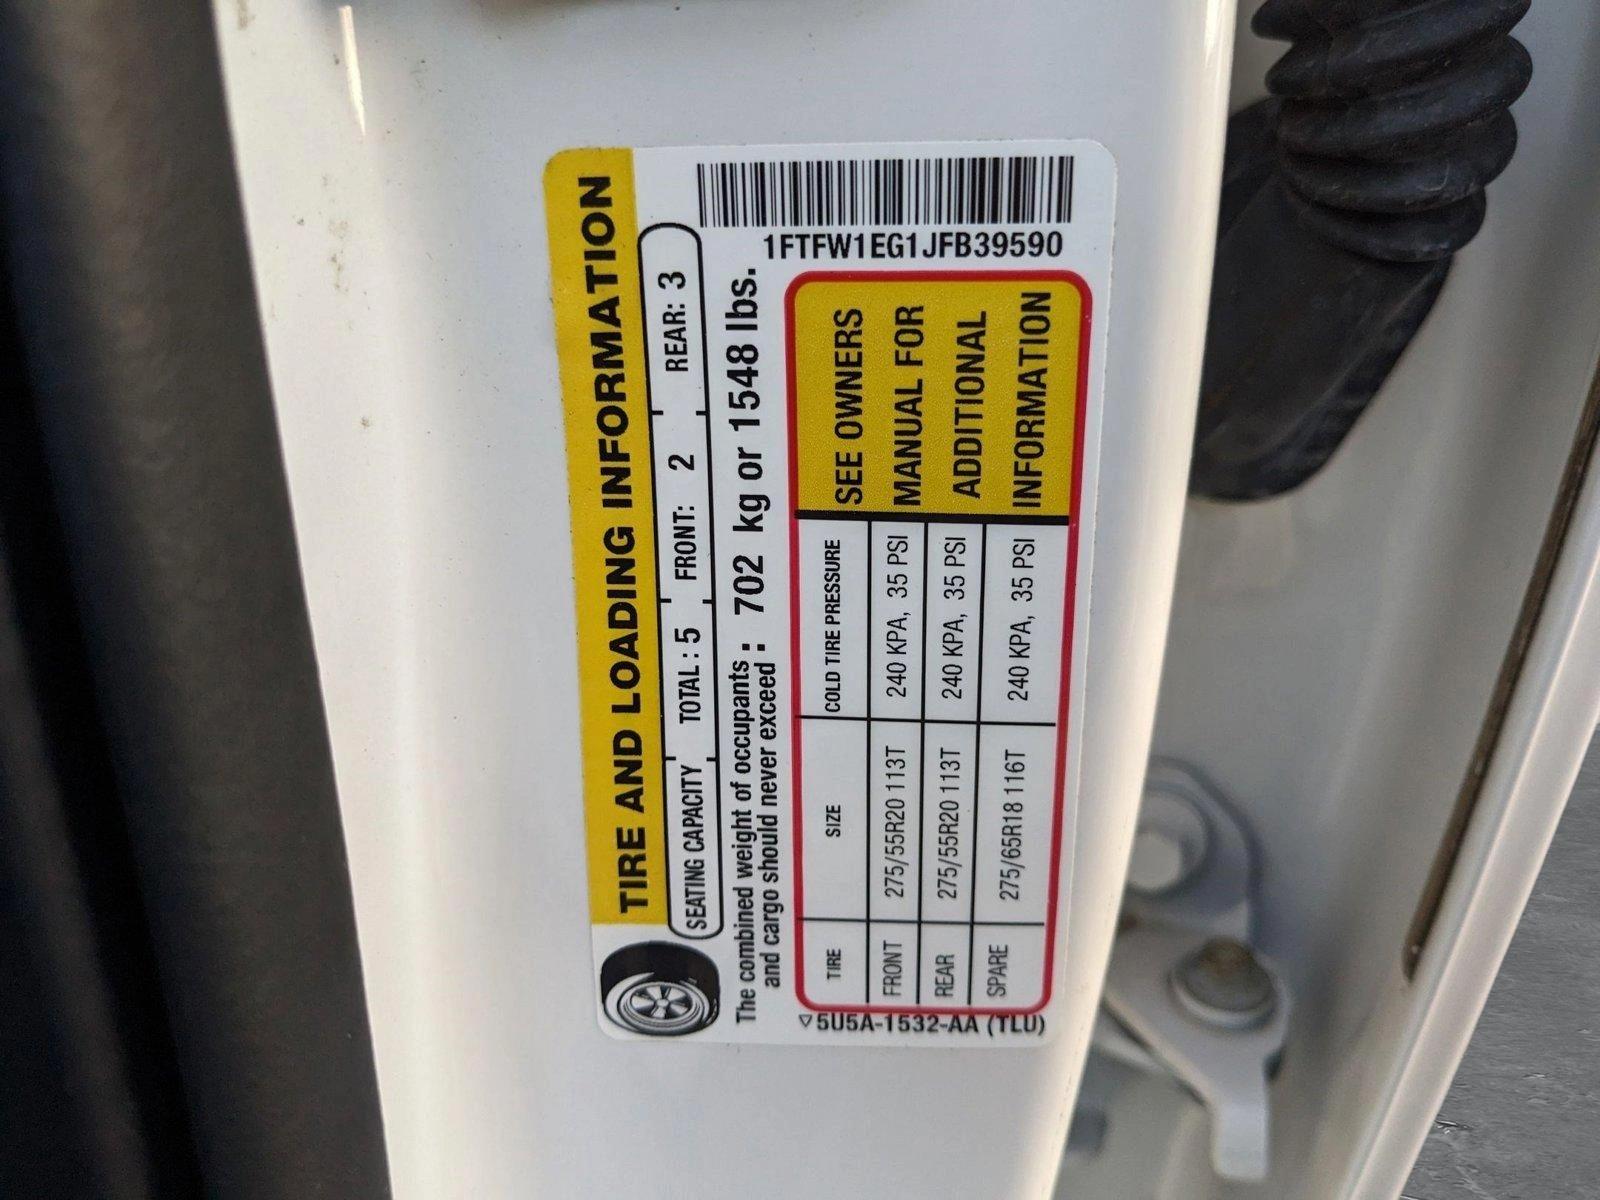 TIRE AND LOADING INFORMATION
SEATING CAPACITY TOTAL : 5 FRONT: 2 REAR: 3
The combined weight of occupants : 702 kg or 1548 lbs.
and cargo should never exceed :
1FTFW1EG1JFB39590
TIRE SIZE COLD TIRE PRESSURE
FRONT 275/55R20 113T 240 KPA, 35 PSI
REAR 275/55R20 113T 240 KPA, 35 PSI
SPARE 275/65R18 116T 240 KPA, 35 PSI
SEE OWNERS
MANUAL FOR
ADDITIONAL
INFORMATION
5U5A-1532-AA (TLU)